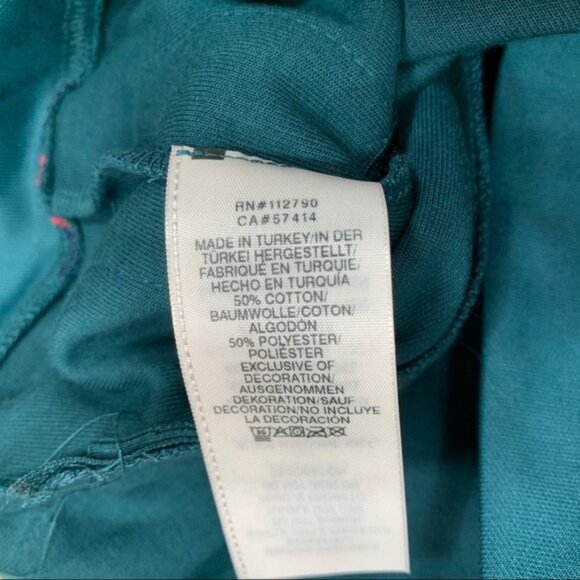 RN#112790
CA#57414
MADE IN TURKEY/IN DER
TÜRKEI HERGESTELLT/
FABRIQUÉ EN TURQUIE/
HECHO EN TURQUÍA
50% COTTON/
BAUMWOLLE/COTON/
ALGODÓN
50% POLYESTER/
POLIÉSTER
EXCLUSIVE OF
DECORATION/
AUSGENOMMEN
DEKORATION/SAUF
DECORATION/NO INCLUYE
LA DECORACIÓN